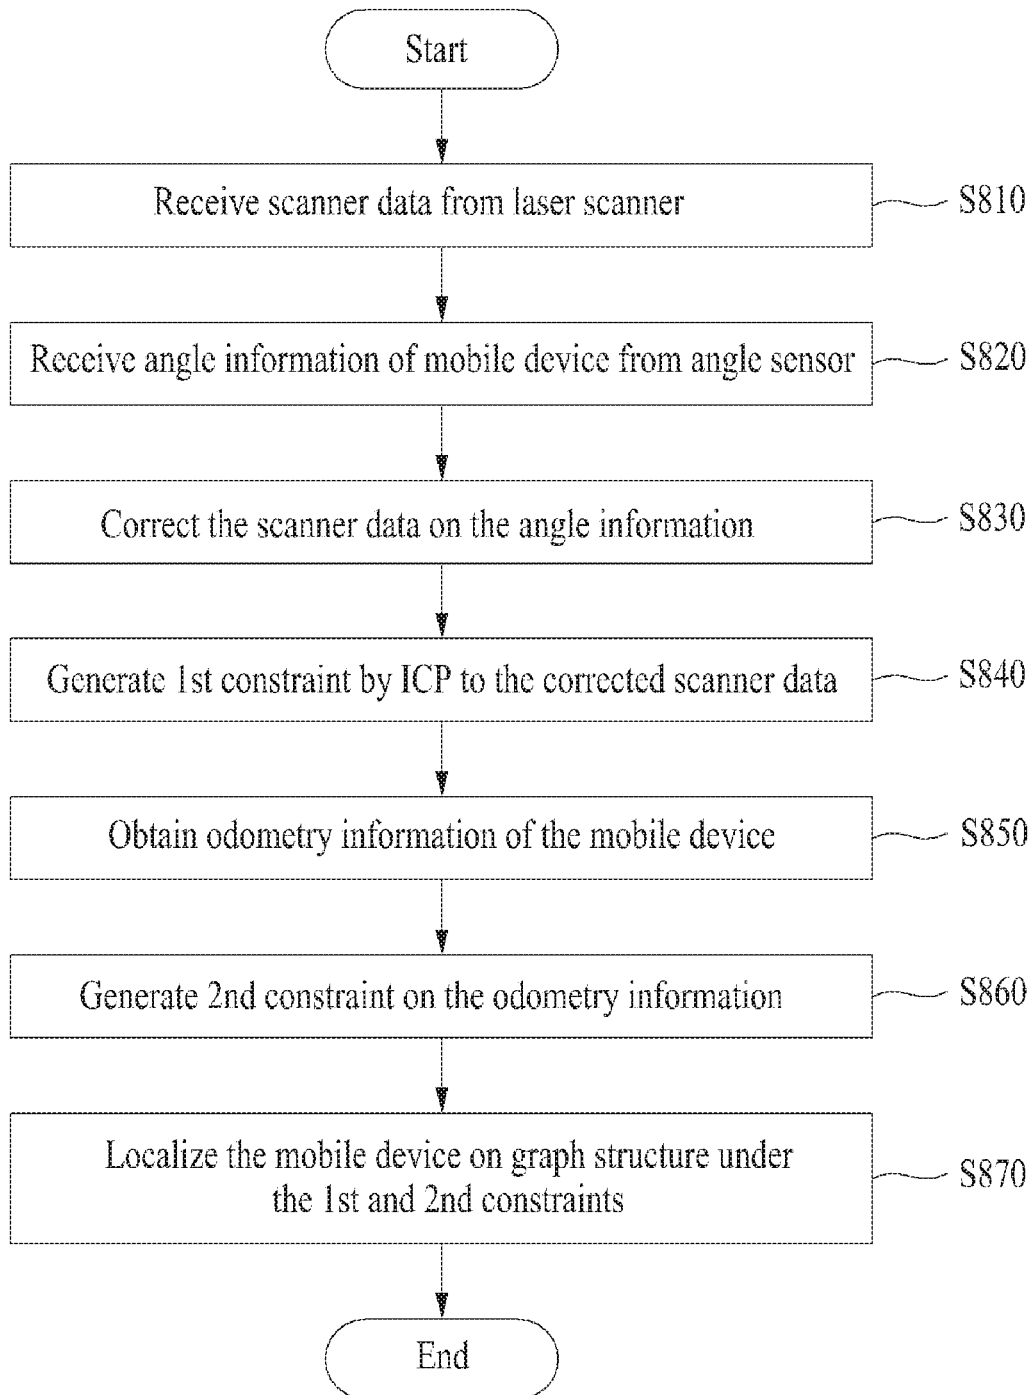 Start
Receive scanner data from laser scanner
S810
Receive angle information of mobile device from angle sensor
S820
Correct the scanner data on the angle information
S830
Generate 1st constraint by ICP to the corrected scanner data
S840
Obtain odometry information of the mobile device
S850
Generate 2nd constraint on the odometry information
S860
Localize the mobile device on graph structure under
the 1st and 2nd constraints
S870
End